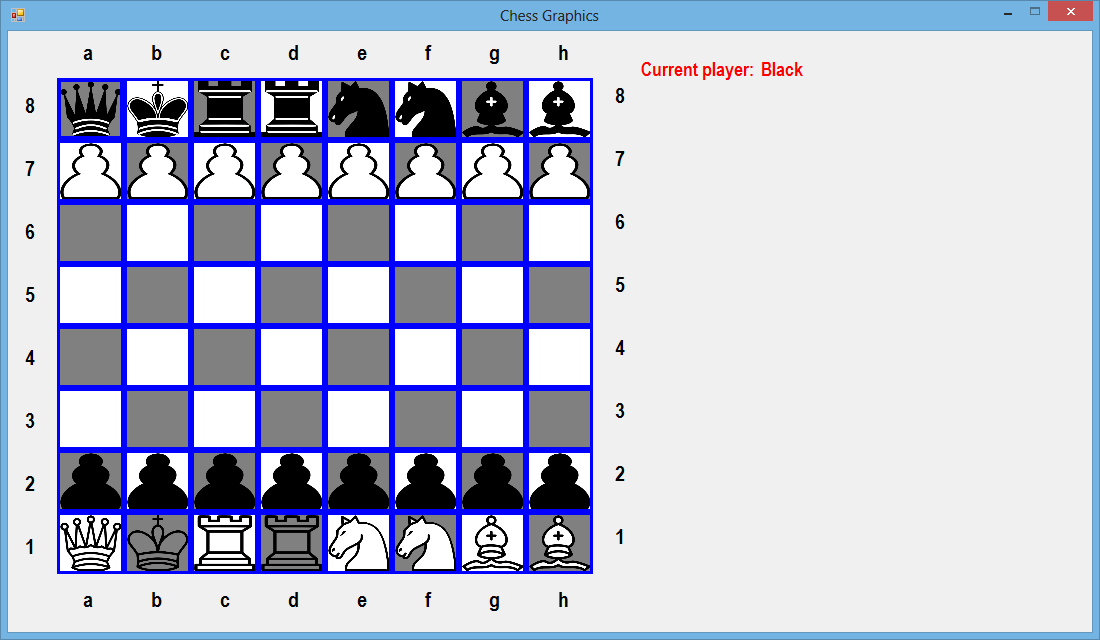 Chess Graphics
a b c d e f g h
Current player: Black
8 8
7 7
6 6
5 5
4 4
3 3
2 2
1 1
a b c d e f g h